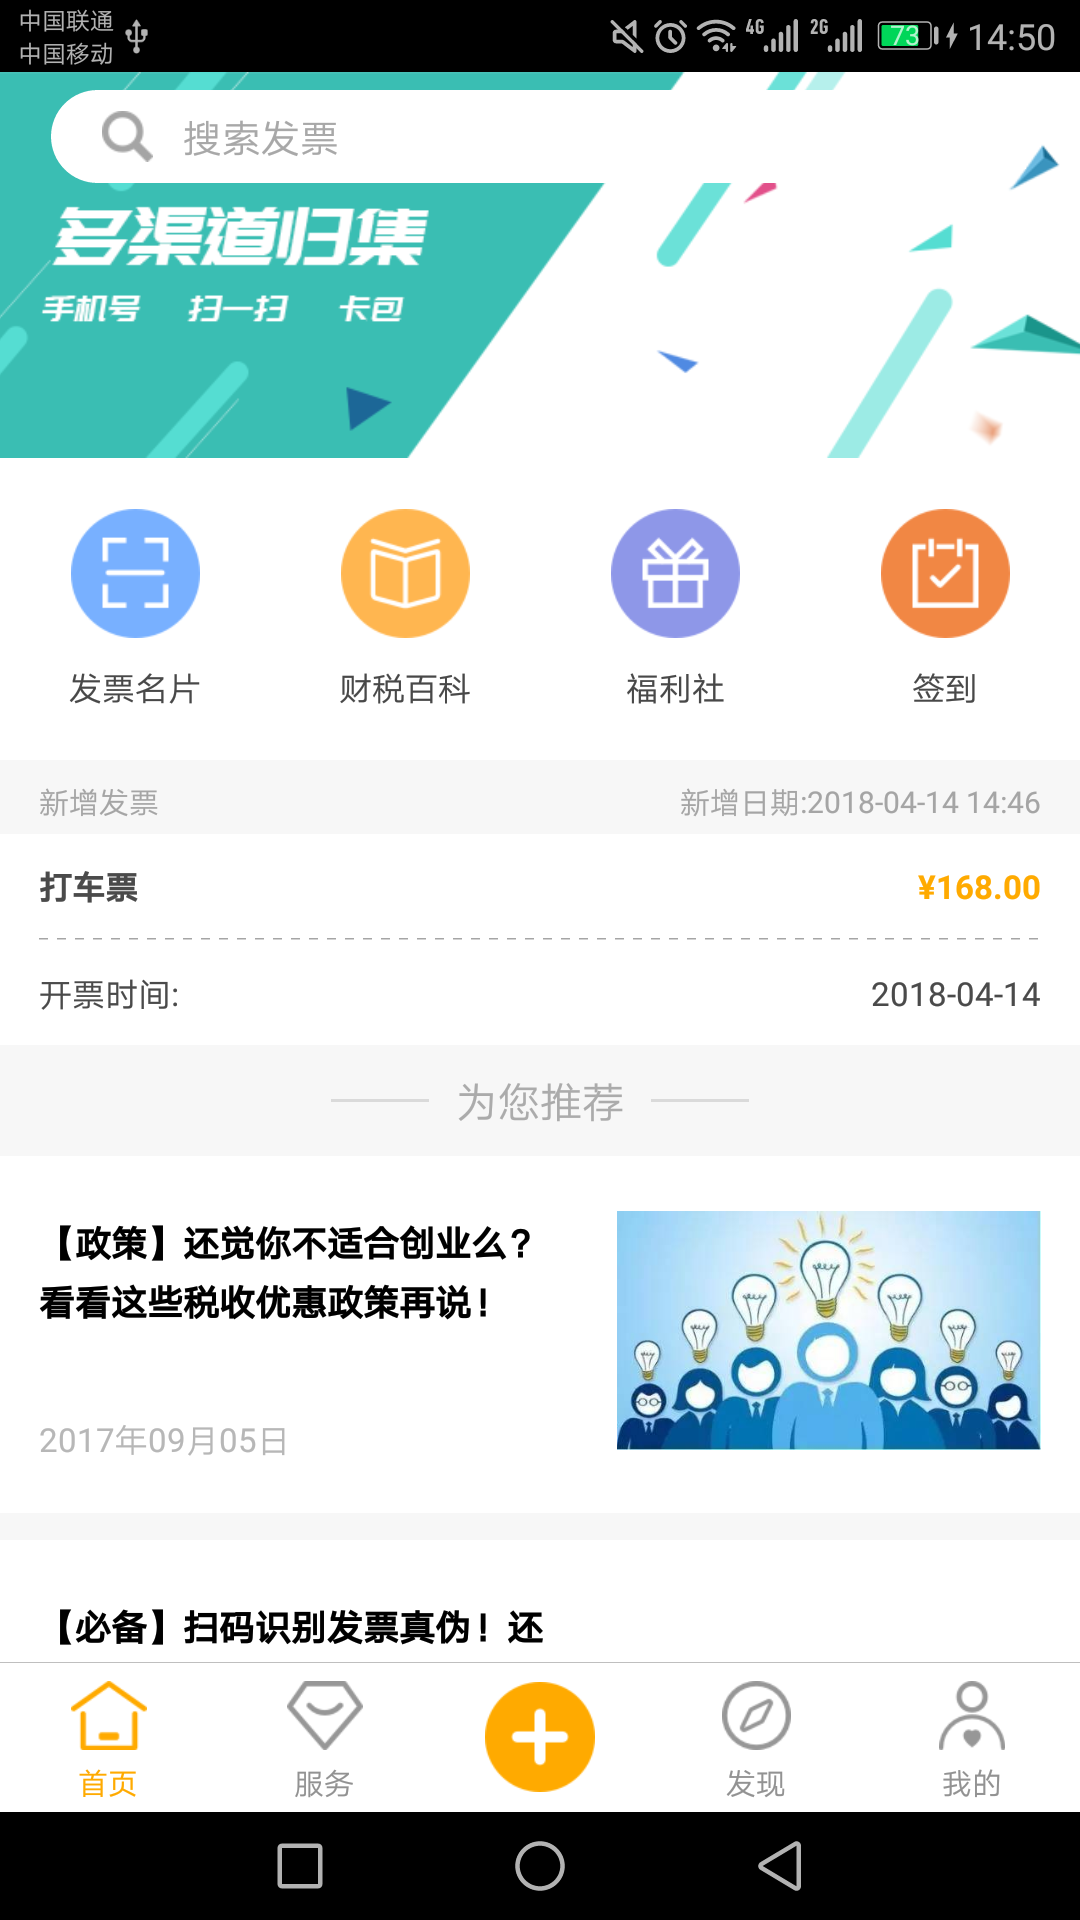 中国联通
中国移动
4G
2G
73
14:50
搜索发票
多渠道归集
手机号 扫一扫 卡包
发票名片 财税百科 福利社 签到
新增发票 新增日期:2018-04-14 14:46
打车票 ¥168.00
开票时间: 2018-04-14
为您推荐
【政策】还觉你不适合创业么？
看看这些税收优惠政策再说！
2017年09月05日
【必备】扫码识别发票真伪！还
首页 服务 发现 我的